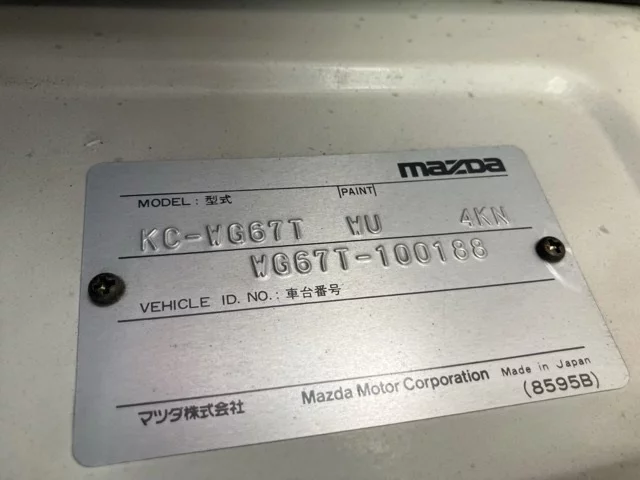 mazda
MODEL: 型式 PAINT
KC-WG67T WU 4KN
WG67T-100188
VEHICLE ID. NO.: 車台番号
マツダ株式会社 Mazda Motor Corporation Made in Japan
(8595B)